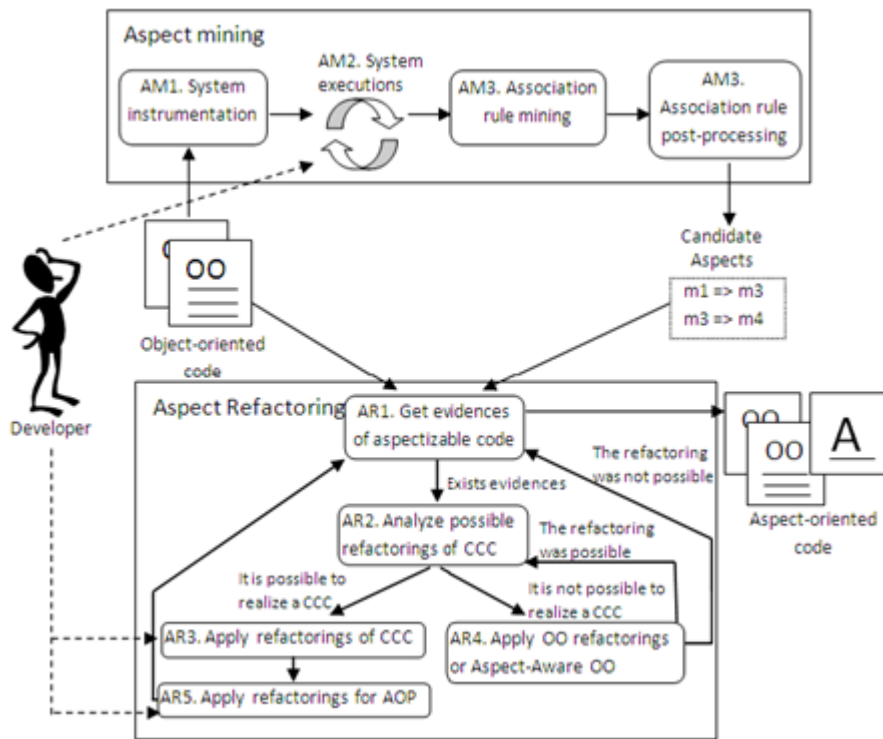 Aspect mining
AM1. System
instrumentation
AM2. System
executions
AM3. Association
rule mining
AM3.
Association rule
post-processing
OO
Object-oriented
code
Candidate
Aspects
m1 => m3
m3 => m4
Developer
Aspect Refactoring
AR1. Get evidences
of aspectizable code
Exists evidences
AR2. Analyze possible
refactorings of CCC
The refactoring
was not possible
The refactoring
was possible
It is possible to
realize a CCC
It is not possible to
realize a CCC
AR3. Apply refactorings of CCC
AR4. Apply OO refactorings
or Aspect-Aware OO
AR5. Apply refactorings for AOP
OO
OO
A
Aspect-oriented
code